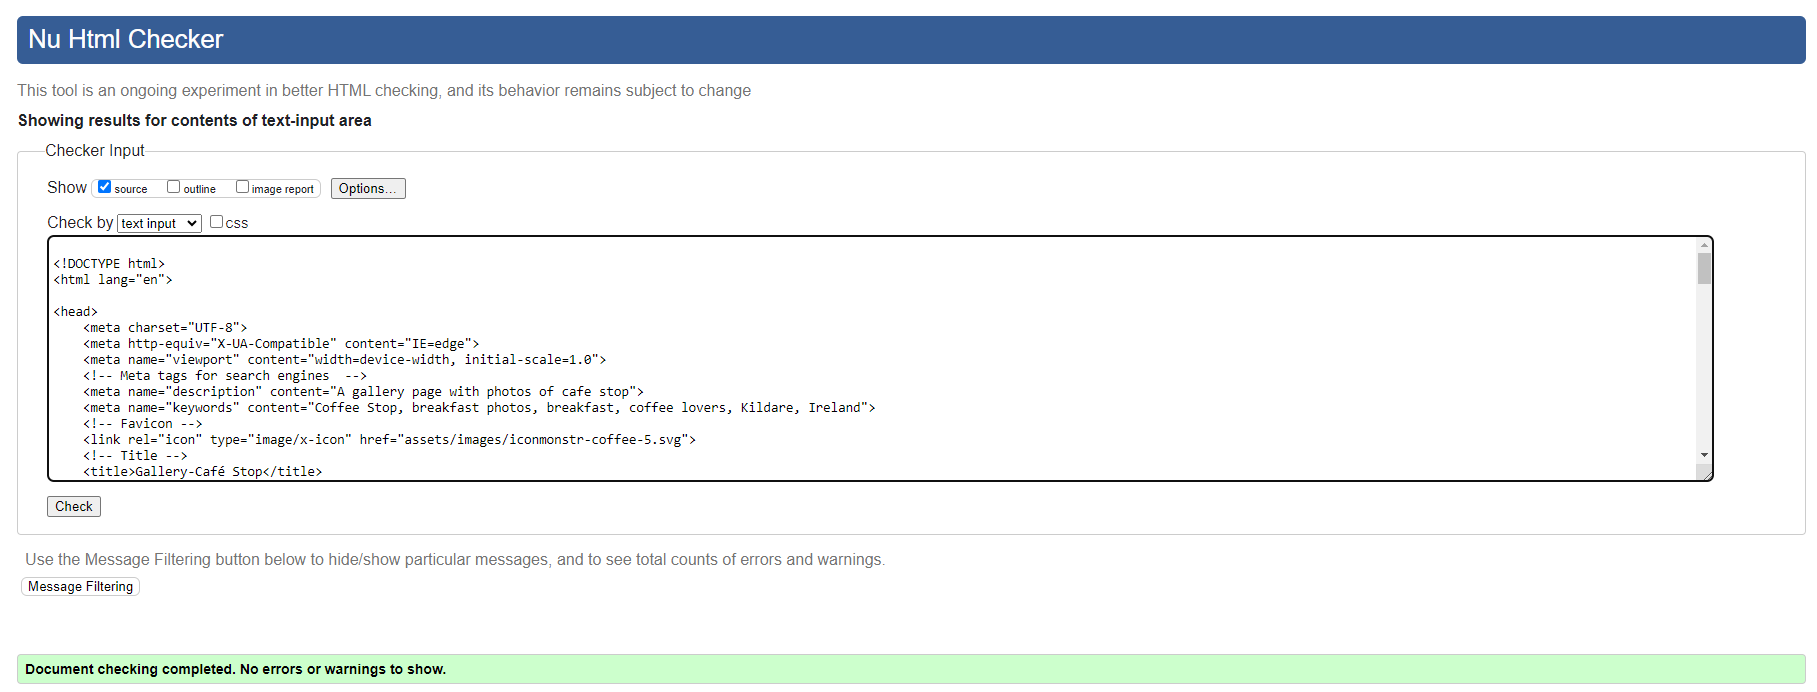 Nu Html Checker
This tool is an ongoing experiment in better HTML checking, and its behavior remains subject to change
Showing results for contents of text-input area
Checker Input
Show source outline image report Options...
Check by text input css
<!DOCTYPE html>
<html lang="en">
<head>
<meta charset="UTF-8">
<meta http-equiv="X-UA-Compatible" content="IE=edge">
<meta name="viewport" content="width=device-width, initial-scale=1.0">
<!-- Meta tags for search engines  -->
<meta name="description" content="A gallery page with photos of cafe stop">
<meta name="keywords" content="Coffee Stop, breakfast photos, breakfast, coffee lovers, Kildare, Ireland">
<!-- Favicon -->
<link rel="icon" type="image/x-icon" href="assets/images/iconmonstr-coffee-5.svg">
<!-- Title -->
<title>Gallery-Café Stop</title>
Check
Use the Message Filtering button below to hide/show particular messages, and to see total counts of errors and warnings.
Message Filtering
Document checking completed. No errors or warnings to show.